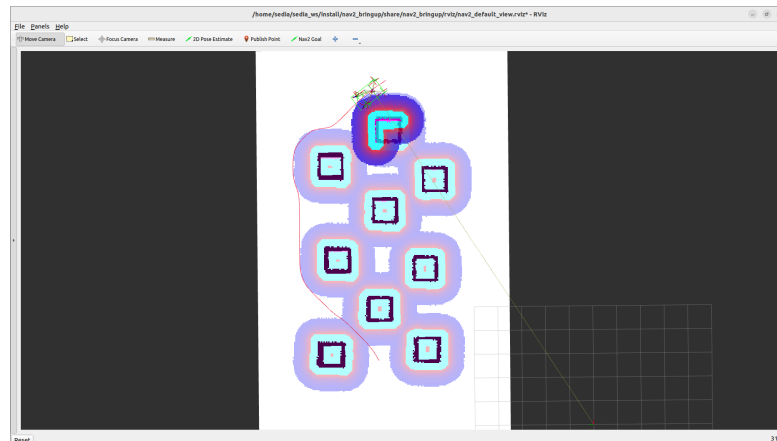 /home/sedia/sedia_ws/install/nav2_bringup/share/nav2_bringup/rviz/nav2_default_view.rviz* - RViz
File Panels Help
Move Camera Select Focus Camera Measure 2D Pose Estimate Publish Point Nav2 Goal
Reset 31